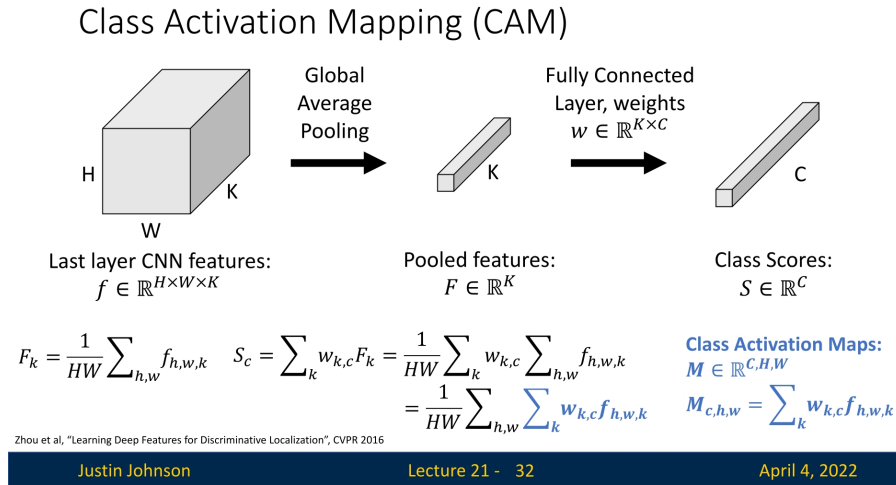 Class Activation Mapping (CAM)
Global
Average
Pooling
Fully Connected
Layer, weights
w ∈ ℝ^{K×C}
H
K
W
K
C
Last layer CNN features:
f ∈ ℝ^{H×W×K}
Pooled features:
F ∈ ℝ^K
Class Scores:
S ∈ ℝ^C
F_k = \frac{1}{HW} ∑_{h,w} f_{h,w,k}
S_c = ∑_k w_{k,c} F_k = \frac{1}{HW} ∑_k w_{k,c} ∑_{h,w} f_{h,w,k}
= \frac{1}{HW} ∑_{h,w} ∑_k w_{k,c} f_{h,w,k}
Class Activation Maps:
M ∈ ℝ^{C,H,W}
M_{c,h,w} = ∑_k w_{k,c} f_{h,w,k}
Zhou et al, “Learning Deep Features for Discriminative Localization”, CVPR 2016
Justin Johnson
Lecture 21 - 32
April 4, 2022